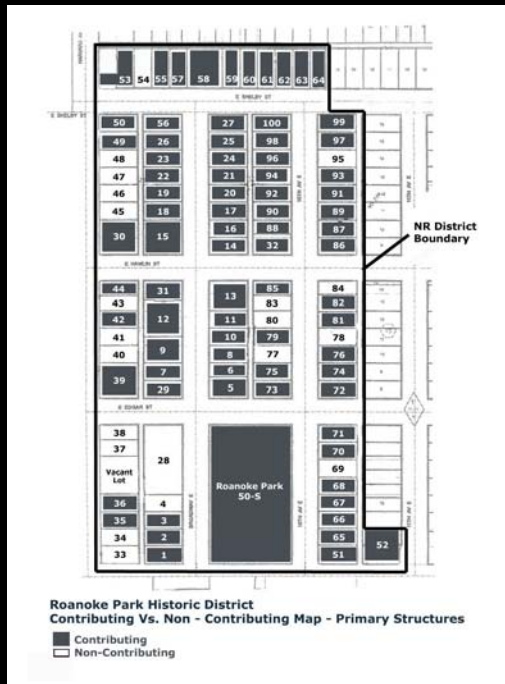 53 54 55 57 58 59 60 61 62 63 64
E SHELBY ST
E SHELBY ST
50 56 27 100 99
49 26 25 98 97
48 23 24 96 95
47 22 21 94 93
46 19 20 92 91
45 18 17 90 89
30 15 16 88 87
14 32 86
NR District
Boundary
E HAMLIN ST
44 31 13 85 84
43 12 83 82
42 11 80 81
41 9 10 79 78
40 8 77 76
39 7 6 75 74
29 5 73 72
E EDGAR ST
38 28 71
37 70
Vacant
Lot
Roanoke Park
50-S
69
68
36 4 67
35 3 66
34 2 65
33 1 51 52
Roanoke Park Historic District
Contributing Vs. Non - Contributing Map - Primary Structures
Contributing
Non-Contributing